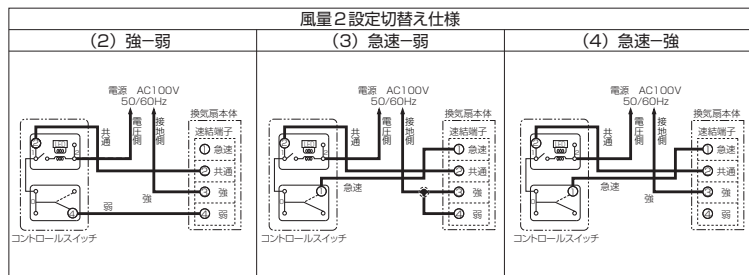 風量2設定切替え仕様
(2) 強−弱
(3) 急速−弱
(4) 急速−強
電源 AC100V
50/60Hz
共通
電圧側
接地側
換気扇本体
速結端子
①急速
②共通
③強
④弱
強
弱
コントロールスイッチ
電源 AC100V
50/60Hz
共通
電圧側
接地側
換気扇本体
速結端子
①急速
②共通
③強
④弱
急速
コントロールスイッチ
電源 AC100V
50/60Hz
共通
電圧側
接地側
換気扇本体
速結端子
①急速
②共通
③強
④弱
急速
強
コントロールスイッチ